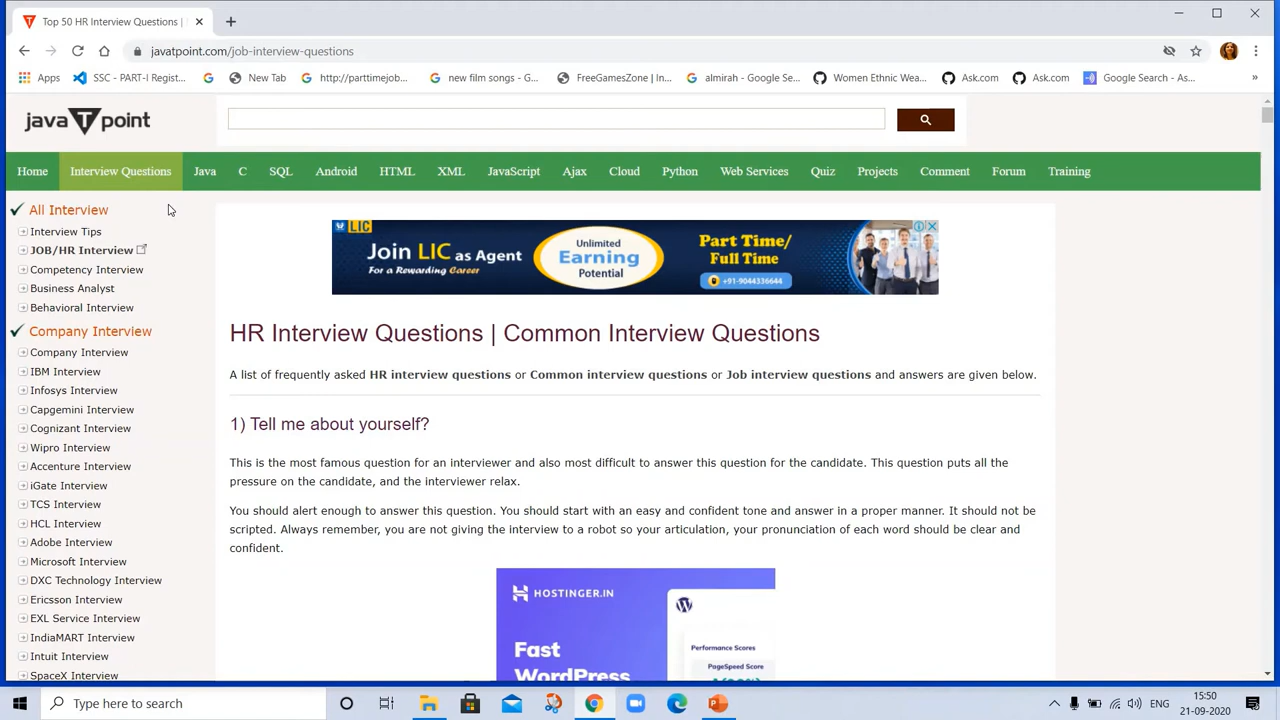 Top 50 HR Interview Questions |
javatpoint.com/job-interview-questions
Apps
SSC - PART-I Regist...
New Tab
http://parttimejob...
new film songs - G...
FreeGamesZone | In...
almirah - Google Se...
Women Ethnic Wea...
Ask.com
Ask.com
Google Search - As...
»
javaTpoint
Home
Interview Questions
Java
C
SQL
Android
HTML
XML
JavaScript
Ajax
Cloud
Python
Web Services
Quiz
Projects
Comment
Forum
Training
All Interview
Interview Tips
JOB/HR Interview
Competency Interview
Business Analyst
Behavioral Interview
Company Interview
Company Interview
IBM Interview
Infosys Interview
Capgemini Interview
Cognizant Interview
Wipro Interview
Accenture Interview
iGate Interview
TCS Interview
HCL Interview
Adobe Interview
Microsoft Interview
DXC Technology Interview
Ericsson Interview
EXL Service Interview
IndiaMART Interview
Intuit Interview
SpaceX Interview
LIC
Join LIC as Agent
For a Rewarding Career
Unlimited
Earning
Potential
Part Time/
Full Time
+91-9044336644
HR Interview Questions | Common Interview Questions
A list of frequently asked HR interview questions or Common interview questions or Job interview questions and answers are given below.
1) Tell me about yourself?
This is the most famous question for an interviewer and also most difficult to answer this question for the candidate. This question puts all the
pressure on the candidate, and the interviewer relax.
You should alert enough to answer this question. You should start with an easy and confident tone and answer in a proper manner. It should not be
scripted. Always remember, you are not giving the interview to a robot so your articulation, your pronunciation of each word should be clear and
confident.
HOSTINGER.IN
Fast
WordPress
Performance Scores
PageSpeed Score
Type here to search
ENG
15:50
21-09-2020